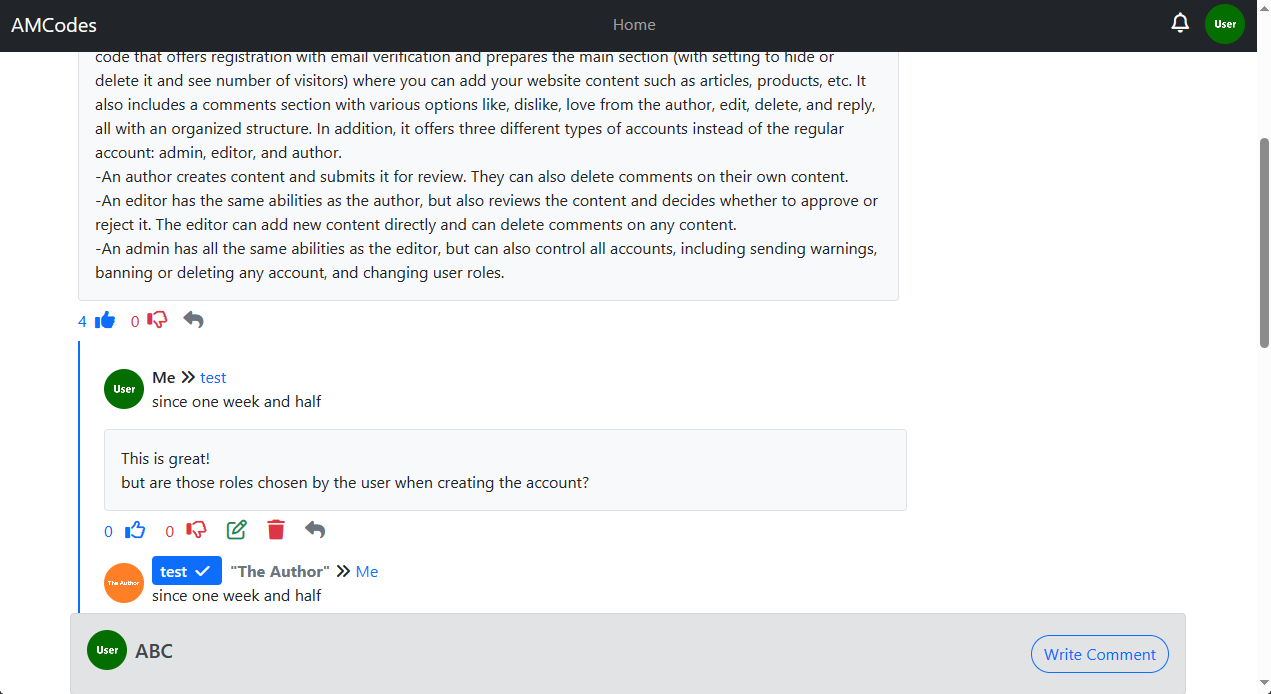 AMCodes Home User
code that offers registration with email verification and prepares the main section (with setting to hide or
delete it and see number of visitors) where you can add your website content such as articles, products, etc. It
also includes a comments section with various options like, dislike, love from the author, edit, delete, and reply,
all with an organized structure. In addition, it offers three different types of accounts instead of the regular
account: admin, editor, and author.
-An author creates content and submits it for review. They can also delete comments on their own content.
-An editor has the same abilities as the author, but also reviews the content and decides whether to approve or
reject it. The editor can add new content directly and can delete comments on any content.
-An admin has all the same abilities as the editor, but can also control all accounts, including sending warnings,
banning or deleting any account, and changing user roles.
4 0
User Me test
since one week and half
This is great!
but are those roles chosen by the user when creating the account?
0 0
The Author test "The Author" Me
since one week and half
User ABC Write Comment